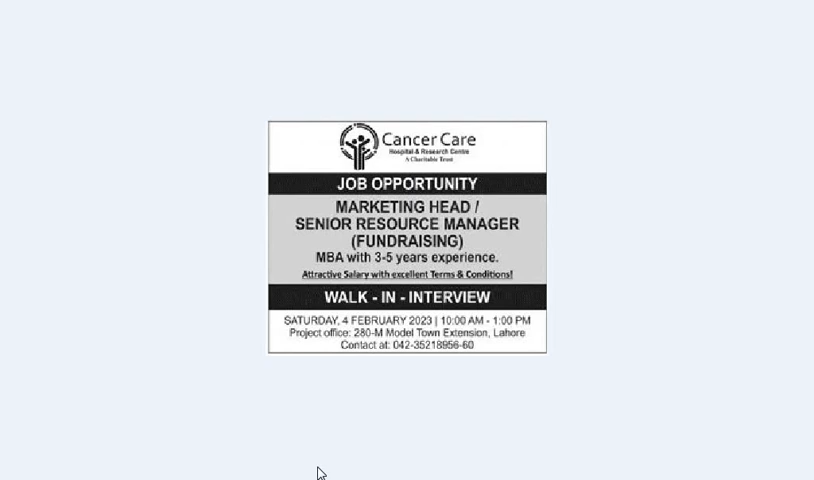 Cancer Care
Hospital & Research Centre
A Charitable Trust
JOB OPPORTUNITY
MARKETING HEAD /
SENIOR RESOURCE MANAGER
(FUNDRAISING)
MBA with 3-5 years experience.
Attractive Salary with excellent Terms & Conditions!
WALK - IN - INTERVIEW
SATURDAY, 4 FEBRUARY 2023 | 10:00 AM - 1:00 PM
Project office: 280-M Model Town Extension, Lahore
Contact at: 042-35218956-60